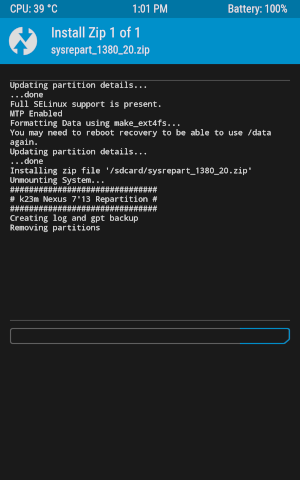 CPU: 39 °C 1:01 PM Battery: 100%
Install Zip 1 of 1
sysrepart_1380_20.zip
Updating partition details...
...done
Full SELinux support is present.
MTP Enabled
Formatting Data using make_ext4fs...
You may need to reboot recovery to be able to use /data
again.
Updating partition details...
...done
Installing zip file '/sdcard/sysrepart_1380_20.zip'
Unmounting System...
###############################
# k23m Nexus 7'13 Repartition #
###############################
Creating log and gpt backup
Removing partitions